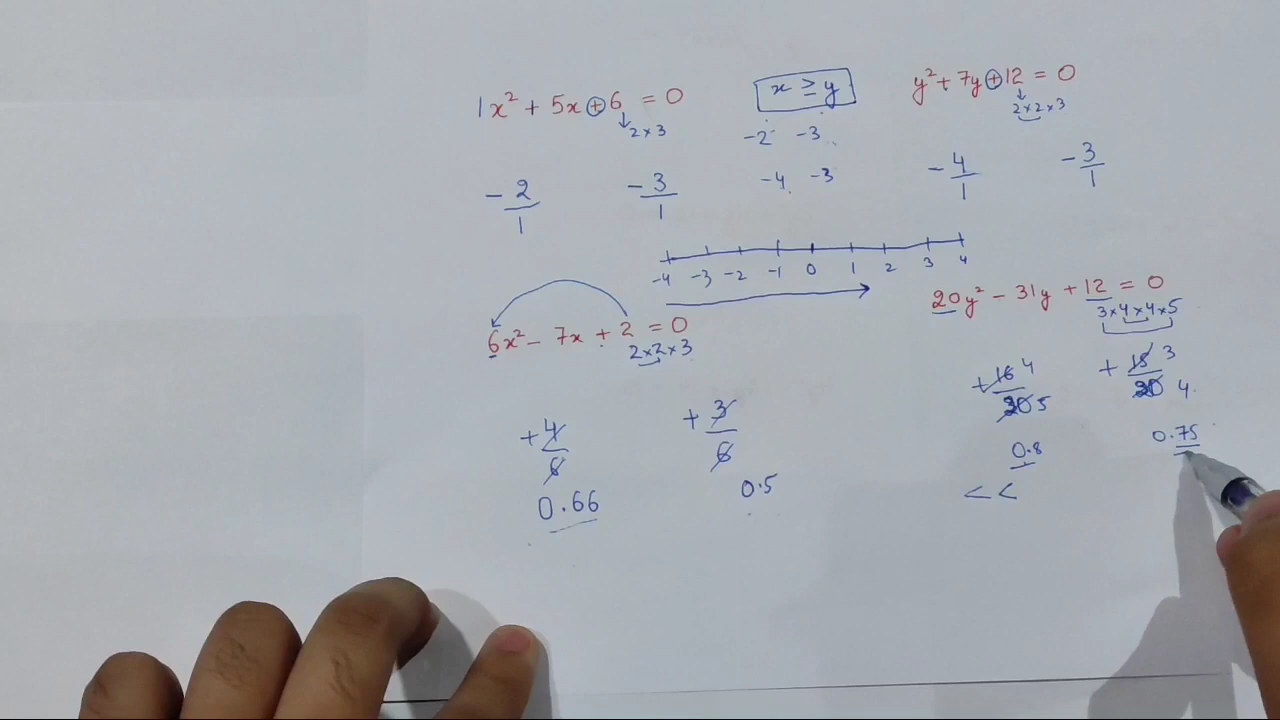 1x² + 5x + 6 = 0
2×3
x ≥ y
y² + 7y + 12 = 0
2×2×3
-2 -3
-4 -3
-2/1 -3/1
-4/1 -3/1
-4 -3 -2 -1 0 1 2 3 4
6x² - 7x + 2 = 0
2×2×3
+4/6 +3/6
0.66 0.5
20y² - 31y + 12 = 0
3×4×4×5
+16/20 4/5 +15/20 3/4
0.8 0.75
< <